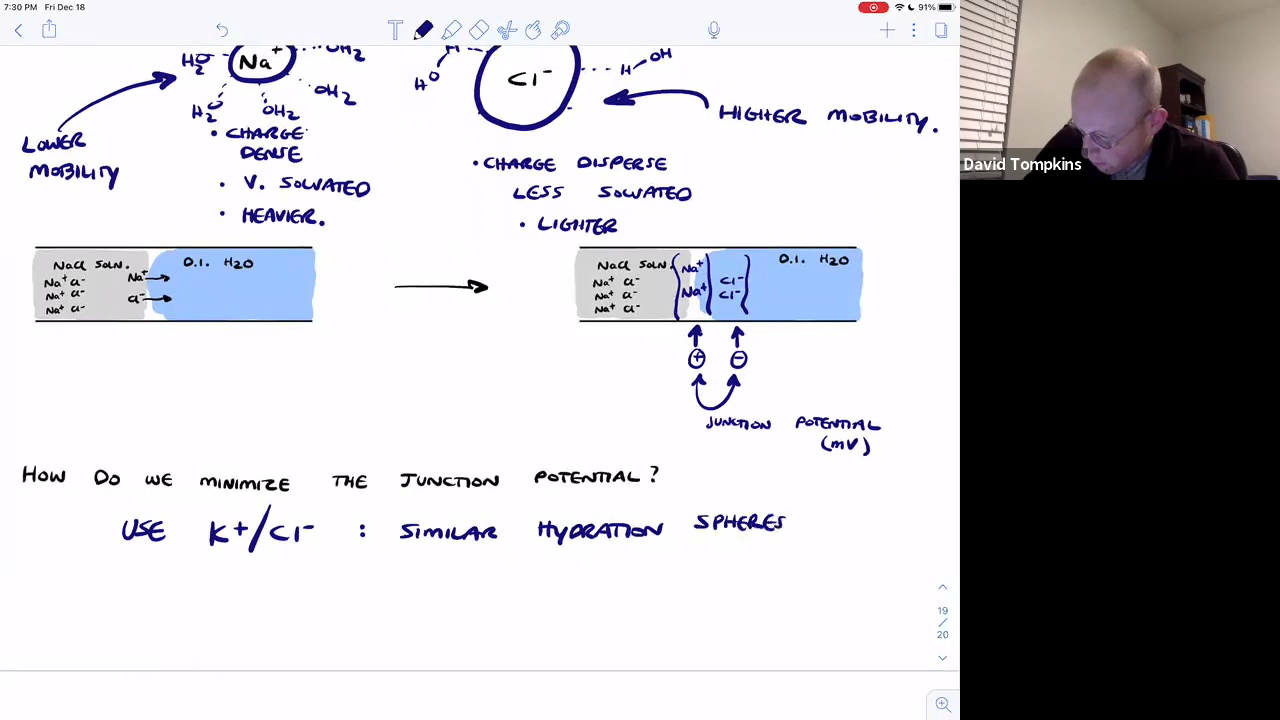 7:30 PM Fri Dec 18
91%
T
H2O
Na+
OH2
H2O
OH2
OH2
H
HO
Cl-
H OH
LOWER
MOBILITY
HIGHER MOBILITY.
• CHARGE
DENSE
• V. SOLVATED
• HEAVIER.
• CHARGE DISPERSE
LESS SOLVATED
• LIGHTER
NaCl SOLN.
Na+ Cl-
Na+ Cl-
Na+ Cl-
Na+
Cl-
D.I. H2O
NaCl SOLN.
Na+ Cl-
Na+ Cl-
Na+ Cl-
Na+
Na+
Cl-
Cl-
D.I. H2O
+ -
JUNCTION POTENTIAL
(mV)
HOW DO WE MINIMIZE THE JUNCTION POTENTIAL?
USE K+/Cl- : SIMILAR HYDRATION SPHERES
19
/
20
David Tompkins